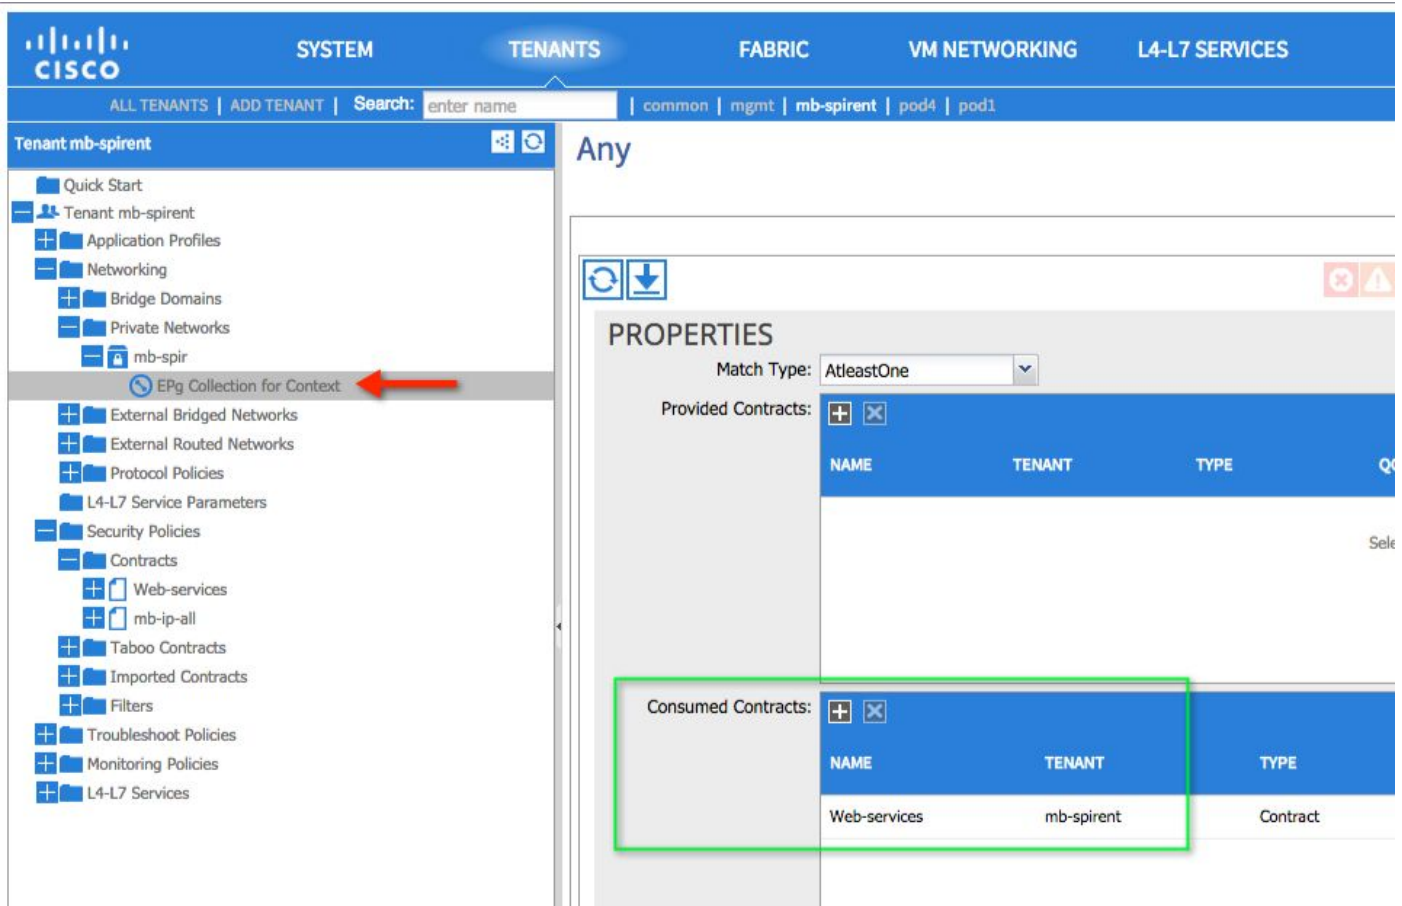 CISCO
SYSTEM TENANTS FABRIC VM NETWORKING L4-L7 SERVICES
ALL TENANTS | ADD TENANT | Search: enter name | common | mgmt | mb-spirent | pod4 | pod1
Tenant mb-spirent
Quick Start
Tenant mb-spirent
Application Profiles
Networking
Bridge Domains
Private Networks
mb-spir
EPg Collection for Context
External Bridged Networks
External Routed Networks
Protocol Policies
L4-L7 Service Parameters
Security Policies
Contracts
Web-services
mb-ip-all
Taboo Contracts
Imported Contracts
Filters
Troubleshoot Policies
Monitoring Policies
L4-L7 Services
Any
PROPERTIES
Match Type: AtleastOne
Provided Contracts:
NAME TENANT TYPE
Sele
Consumed Contracts:
NAME TENANT TYPE
Web-services mb-spirent Contract